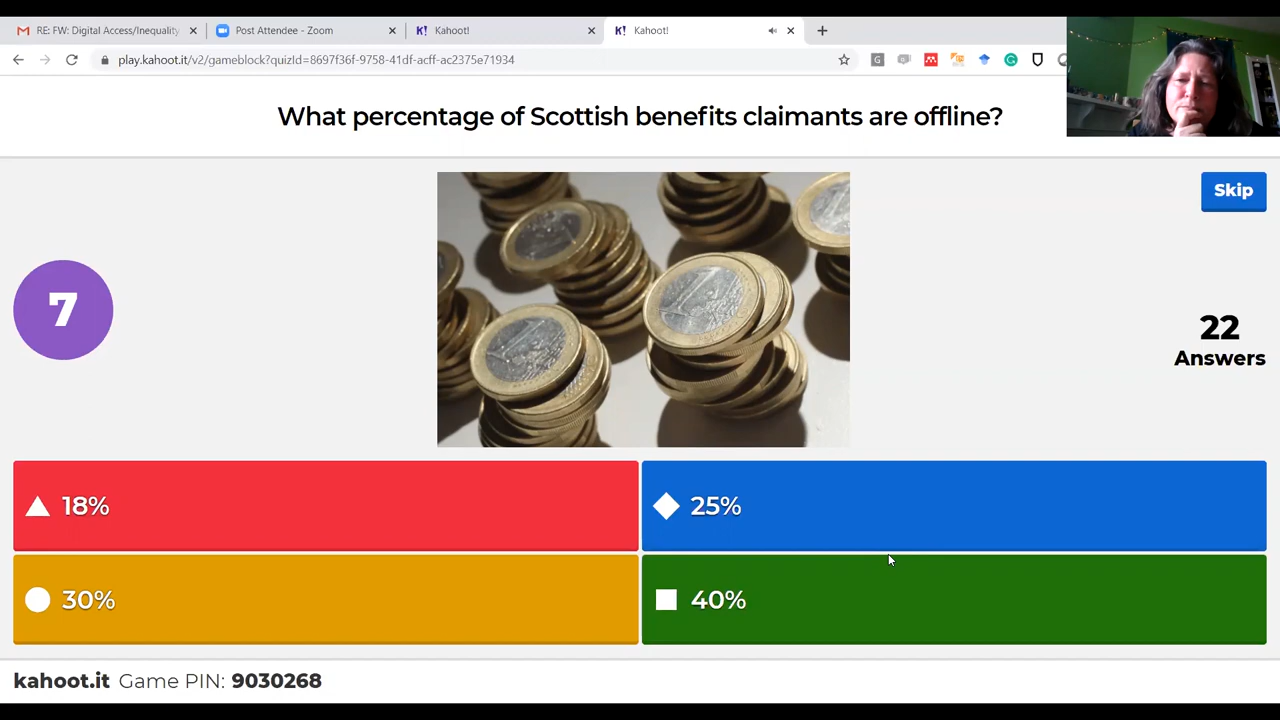 RE: FW: Digital Access/Inequality
Post Attendee - Zoom
K! Kahoot!
K! Kahoot!
play.kahoot.it/v2/gameblock?quizId=8697f36f-9758-41df-acff-ac2375e71934
What percentage of Scottish benefits claimants are offline?
Skip
7
22
Answers
18%
25%
30%
40%
kahoot.it Game PIN: 9030268